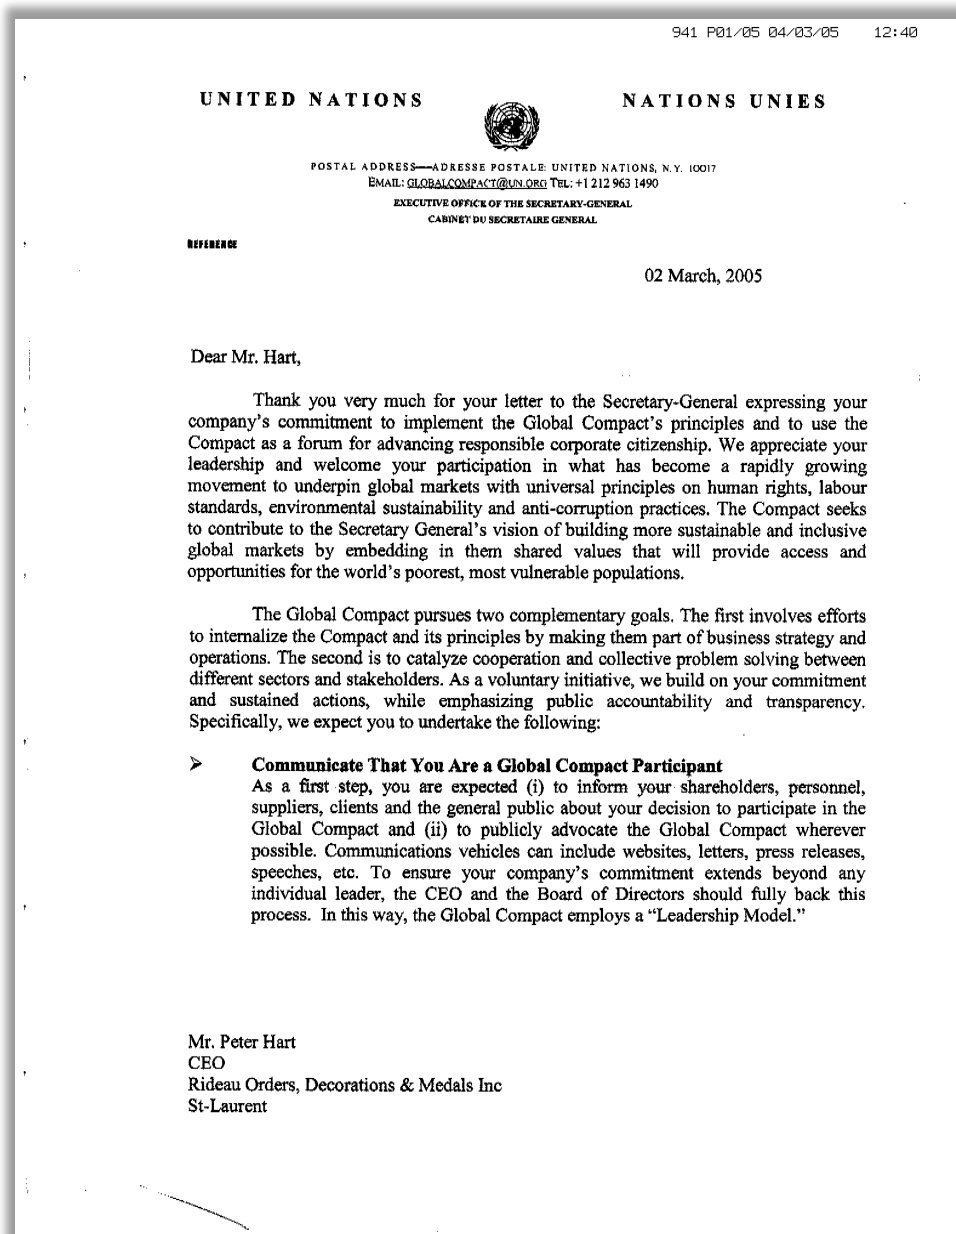 941 P01/05 04/03/05 12:40
UNITED NATIONS NATIONS UNIES
POSTAL ADDRESS—ADRESSE POSTALE: UNITED NATIONS, N.Y. 10017
EMAIL: GLOBALCOMPACT@UN.ORG TEL: +1 212 963 1490
EXECUTIVE OFFICE OF THE SECRETARY-GENERAL
CABINET DU SECRETAIRE GENERAL
REFERENCE
02 March, 2005
Dear Mr. Hart,
Thank you very much for your letter to the Secretary-General expressing your
company's commitment to implement the Global Compact's principles and to use the
Compact as a forum for advancing responsible corporate citizenship. We appreciate your
leadership and welcome your participation in what has become a rapidly growing
movement to underpin global markets with universal principles on human rights, labour
standards, environmental sustainability and anti-corruption practices. The Compact seeks
to contribute to the Secretary General's vision of building more sustainable and inclusive
global markets by embedding in them shared values that will provide access and
opportunities for the world's poorest, most vulnerable populations.
The Global Compact pursues two complementary goals. The first involves efforts
to internalize the Compact and its principles by making them part of business strategy and
operations. The second is to catalyze cooperation and collective problem solving between
different sectors and stakeholders. As a voluntary initiative, we build on your commitment
and sustained actions, while emphasizing public accountability and transparency.
Specifically, we expect you to undertake the following:
➢ Communicate That You Are a Global Compact Participant
As a first step, you are expected (i) to inform your shareholders, personnel,
suppliers, clients and the general public about your decision to participate in the
Global Compact and (ii) to publicly advocate the Global Compact wherever
possible. Communications vehicles can include websites, letters, press releases,
speeches, etc. To ensure your company's commitment extends beyond any
individual leader, the CEO and the Board of Directors should fully back this
process. In this way, the Global Compact employs a “Leadership Model.”
Mr. Peter Hart
CEO
Rideau Orders, Decorations & Medals Inc
St-Laurent